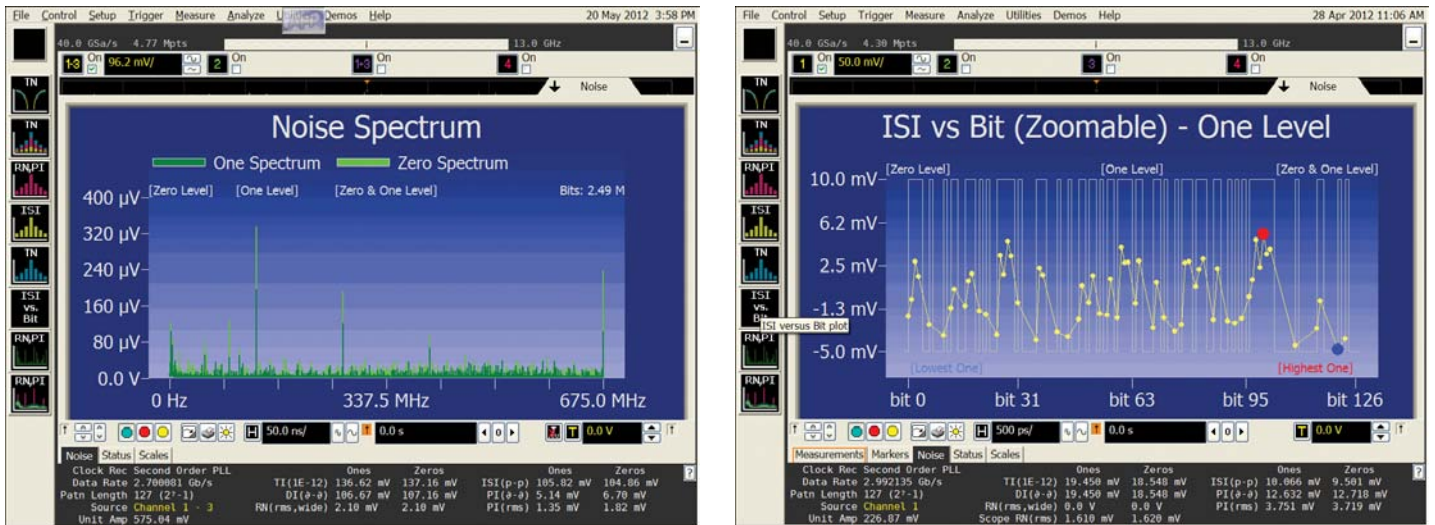 File Control Setup Trigger Measure Analyze Utilities Demos Help 20 May 2012 3:58 PM
40.0 GSa/s 4.77 Mpts 13.0 GHz
1-3 On 96.2 mV/ 2 On 1-3 On 4 On
Noise
TN
TN
RN,PI
ISI
TN
ISI
vs.
Bit
RN,PI
RN,PI
Noise Spectrum
One Spectrum Zero Spectrum
[Zero Level] [One Level] [Zero & One Level] Bits: 2.49 M
400 µV
320 µV
240 µV
160 µV
80 µV
0.0 V
0 Hz 337.5 MHz 675.0 MHz
H 50.0 ns/ 0.0 s 0 T 0.0 V
Noise Status Scales
Clock Rec Second Order PLL Ones Zeros Ones Zeros
Data Rate 2.700081 Gb/s TI(1E-12) 136.62 mV 137.16 mV ISI(p-p) 105.82 mV 104.86 mV
Patn Length 127 (2⁷-1) DI(∂-∂) 106.67 mV 107.16 mV PI(∂-∂) 5.14 mV 6.70 mV
Source Channel 1 - 3 RN(rms,wide) 2.10 mV 2.10 mV PI(rms) 1.35 mV 1.82 mV
Unit Amp 575.04 mV
File Control Setup Trigger Measure Analyze Utilities Demos Help 28 Apr 2012 11:06 AM
40.0 GSa/s 4.30 Mpts 13.0 GHz
1 On 50.0 mV/ 2 On 3 On 4 On
Noise
TN
TN
RN,PI
ISI
TN
ISI
vs.
Bit
ISI versus Bit plot
RN,PI
RN,PI
ISI vs Bit (Zoomable) - One Level
[Zero Level] [One Level] [Zero & One Level]
10.0 mV
6.2 mV
2.5 mV
-1.3 mV
-5.0 mV
[Lowest One] [Highest One]
bit 0 bit 31 bit 63 bit 95 bit 126
H 500 ps/ 0.0 s 0 T 0.0 V
Measurements Markers Noise Status Scales
Clock Rec Second Order PLL Ones Zeros Ones Zeros
Data Rate 2.992135 Gb/s TI(1E-12) 19.450 mV 18.548 mV ISI(p-p) 10.066 mV 9.501 mV
Patn Length 127 (2⁷-1) DI(∂-∂) 19.450 mV 18.548 mV PI(∂-∂) 12.632 mV 12.718 mV
Source Channel 1 RN(rms,wide) 0.0 V 0.0 V PI(rms) 3.751 mV 3.719 mV
Unit Amp 226.87 mV Scope RN(rms) 1.610 mV 1.620 mV